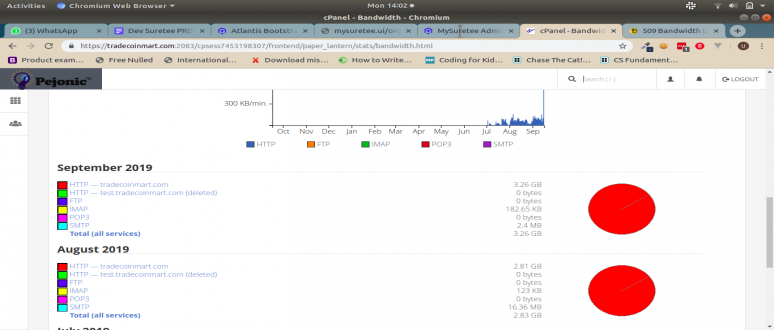 Activities Chromium Web Browser MON 14:02
cPanel - Bandwidth - Chromium
(3) WhatsApp Dev Suretee PRD Atlantis Bootstr mysuretee.ui/or MySuretee Admi cPanel - Bandwid 509 Bandwidth L
https://tradecoinmart.com:2083/cpsess7453198307/frontend/paper_lantern/stats/bandwidth.html
Product exam... Free Nulled International... Download mis... How to Write... Coding for Kid... Chase The Cat!... CS Fundament...
Pejonic Search ( / ) LOGOUT
300 KB/min.
Oct Nov Dec Jan Feb Mar Apr May Jun Jul Aug Sep
HTTP FTP IMAP POP3 SMTP
September 2019
HTTP — tradecoinmart.com 3.26 GB
HTTP — test.tradecoinmart.com (deleted) 0 bytes
FTP 0 bytes
IMAP 182.65 KB
POP3 0 bytes
SMTP 2.4 MB
Total (all services) 3.26 GB
August 2019
HTTP — tradecoinmart.com 2.81 GB
HTTP — test.tradecoinmart.com (deleted) 0 bytes
FTP 0 bytes
IMAP 123 KB
POP3 0 bytes
SMTP 16.36 MB
Total (all services) 2.83 GB
July 2019